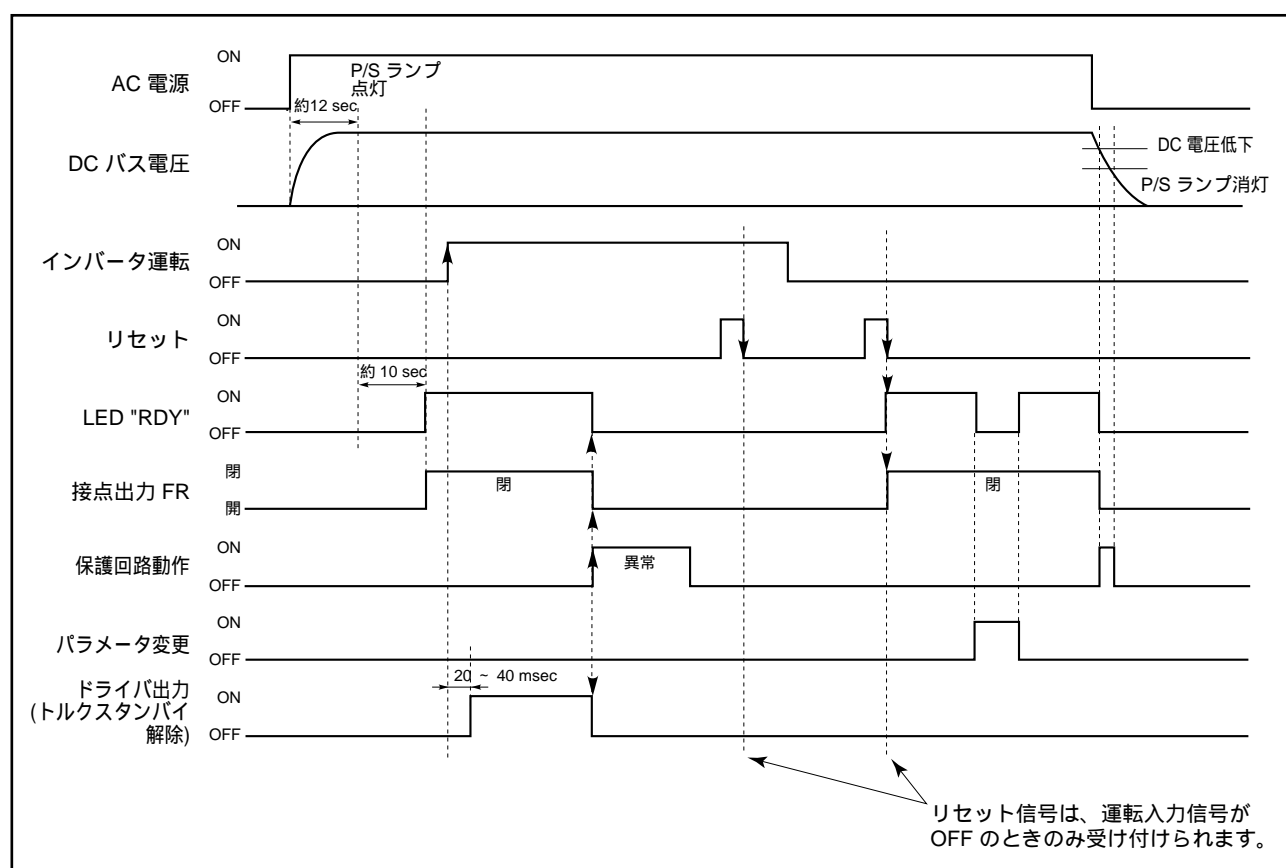 ON
AC 電源
OFF
P/S ランプ
点灯
約12 sec
DC バス電圧
DC 電圧低下
P/S ランプ消灯
ON
インバータ運転
OFF
ON
リセット
OFF
約 10 sec
ON
LED "RDY"
OFF
閉
接点出力 FR
開
閉
閉
ON
保護回路動作
OFF
異常
ON
パラメータ変更
OFF
20 ~ 40 msec
ドライバ出力
(トルクスタンバイ
解除)
ON
OFF
リセット信号は、運転入力信号が
OFF のときのみ受け付けられます。